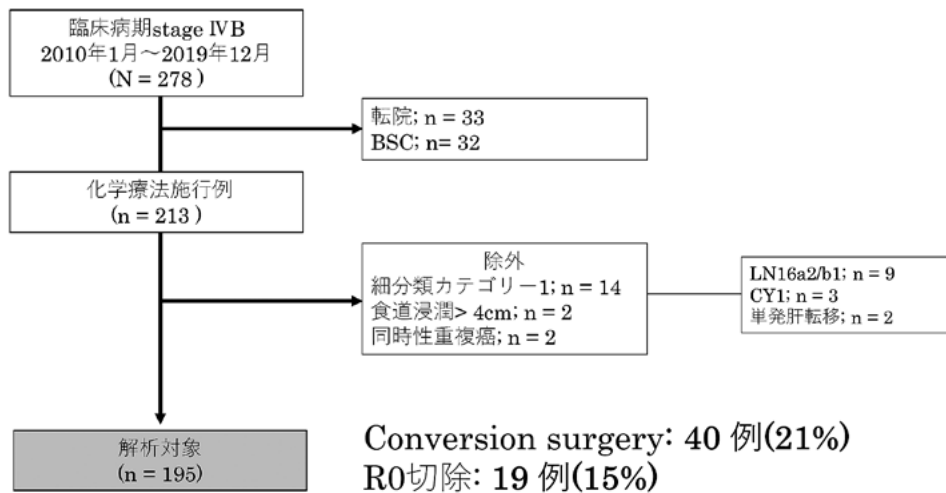 臨床病期stage IVB
2010年1月～2019年12月
(N = 278 )
転院; n = 33
BSC; n= 32
化学療法施行例
(n = 213 )
除外
細分類カテゴリー1; n = 14
食道浸潤> 4cm; n = 2
同時性重複癌; n = 2
LN16a2/b1; n = 9
CY1; n = 3
単発肝転移; n = 2
解析対象
(n = 195)
Conversion surgery: 40 例(21%)
R0切除: 19 例(15%)